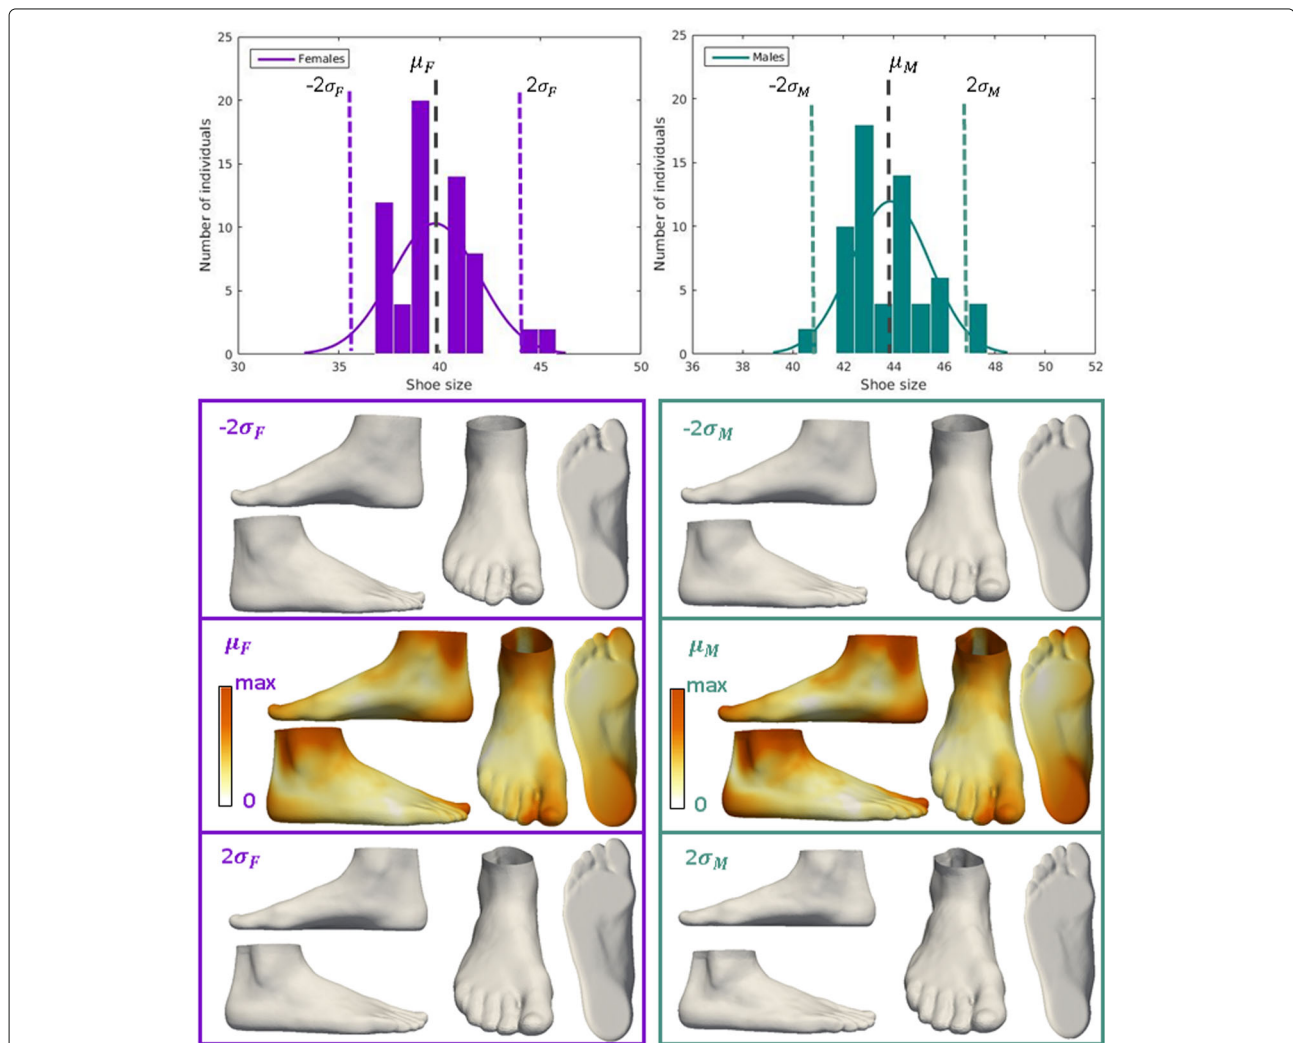 Females
μF
-2σF
2σF
Number of individuals
25
20
15
10
5
0
30
35
40
45
50
Shoe size
Males
μM
-2σM
2σM
Number of individuals
25
20
15
10
5
0
36
38
40
42
44
46
48
50
52
Shoe size
-2σF
-2σM
μF
max
0
μM
max
0
2σF
2σM